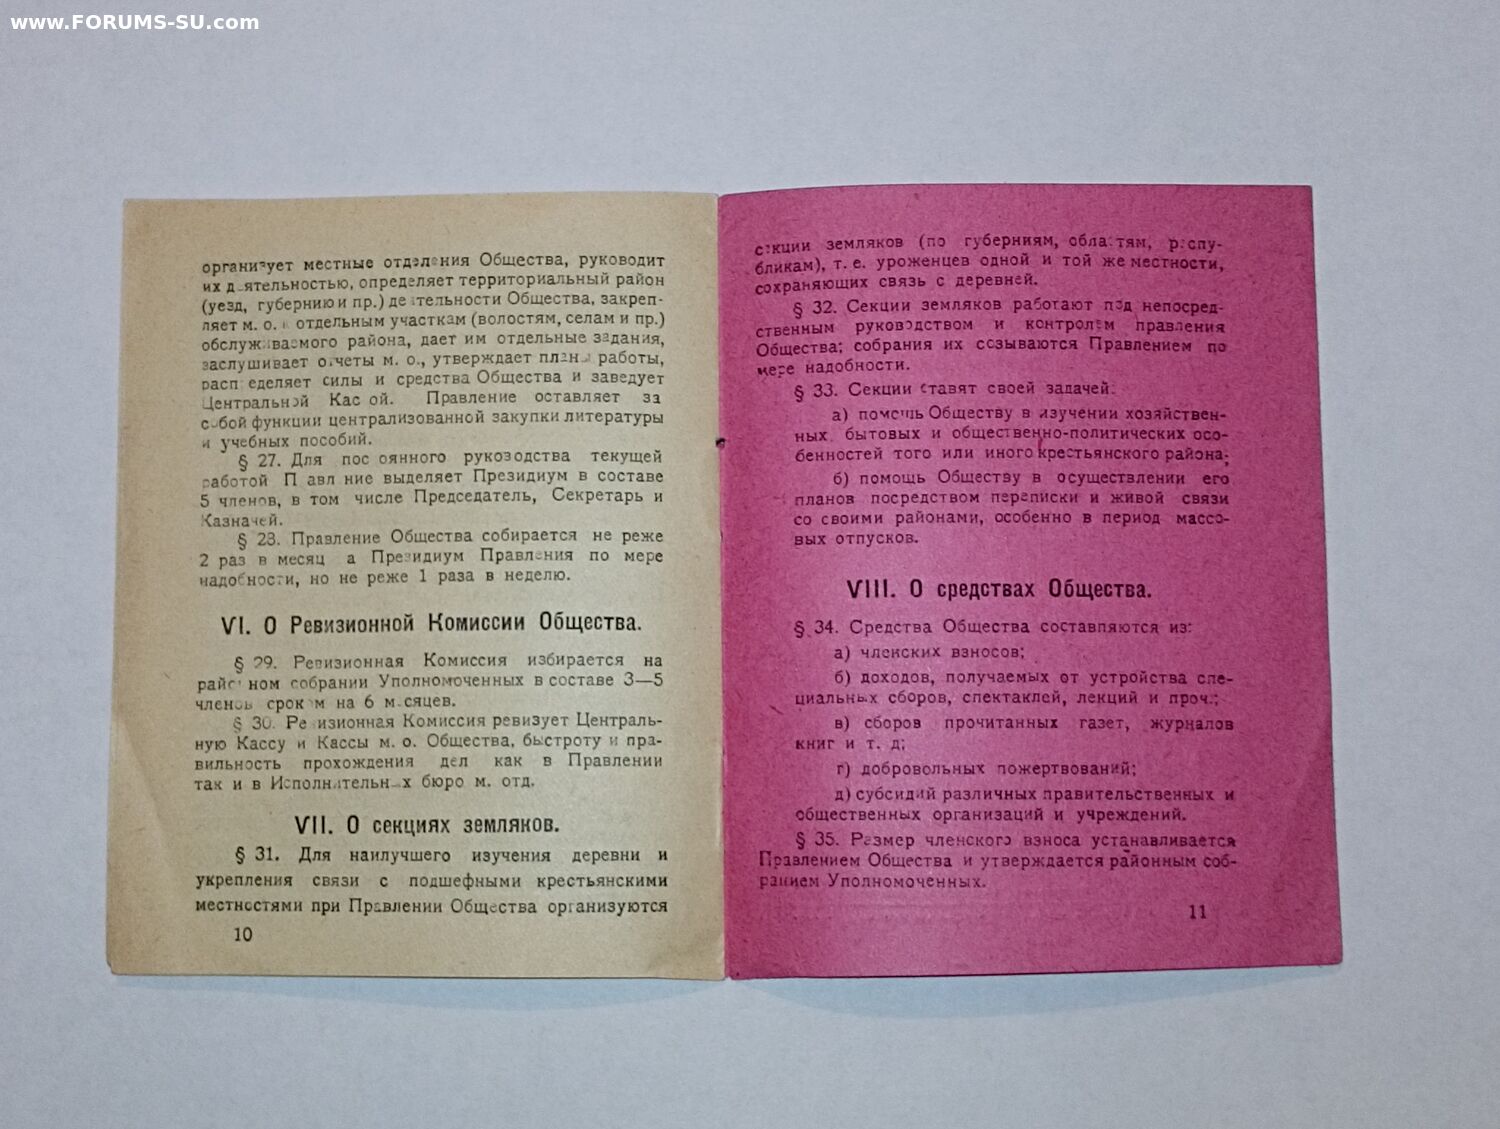 www.FORUMS-SU.com
организует местные отделения Общества, руководит
их деятельностью, определяет территориальный район
(уезд, губернию и пр.) деятельности Общества, закреп-
ляет м. о. к отдельным участкам (волостям, селам и пр.)
обслуживаемого района, дает им отдельные задания,
заслушивает отчеты м. о., утверждает планы работы,
распределяет силы и средства Общества и заведует
Центральной Кассой. Правление оставляет за
собой функции централизованной закупки литературы
и учебных пособий.
§ 27. Для постоянного руководства текущей
работой Правление выделяет Президиум в составе
5 членов, в том числе Председатель, Секретарь и
Казначей.
§ 28. Правление Общества собирается не реже
2 раз в месяц а Президиум Правления по мере
надобности, но не реже 1 раза в неделю.
VI. О Ревизионной Комиссии Общества.
§ 29. Ревизионная Комиссия избирается на
районном собрании Уполномоченных в составе 3—5
членов сроком на 6 месяцев.
§ 30. Ревизионная Комиссия ревизует Централь-
ную Кассу и Кассы м. о. Общества, быстроту и пра-
вильность прохождения дел как в Правлении
так и в Исполнительных бюро м. отд.
VII. О секциях земляков.
§ 31. Для наилучшего изучения деревни и
укрепления связи с подшефными крестьянскими
местностями при Правлении Общества организуются
10
секции земляков (по губерниям, областям, респу-
бликам), т. е. уроженцев одной и той же местности,
сохраняющих связь с деревней.
§ 32. Секции земляков работают под непосред-
ственным руководством и контролем правления
Общества; собрания их созываются Правлением по
мере надобности.
§ 33. Секции ставят своей задачей:
а) помощь Обществу в изучении хозяйствен-
ных бытовых и общественно-политических осо-
бенностей того или иного крестьянского района;
б) помощь Обществу в осуществлении его
планов посредством переписки и живой связи
со своими районами, особенно в период массо-
вых отпусков.
VIII. О средствах Общества.
§ 34. Средства Общества составляются из:
а) членских взносов;
б) доходов, получаемых от устройства спе-
циальных сборов, спектаклей, лекций и проч.;
в) сборов прочитанных газет, журналов
книг и т. д;
г) добровольных пожертвований;
д) субсидий различных правительственных и
общественных организаций и учреждений.
§ 35. Размер членского взноса устанавливается
Правлением Общества и утверждается районным соб-
ранием Уполномоченных.
11